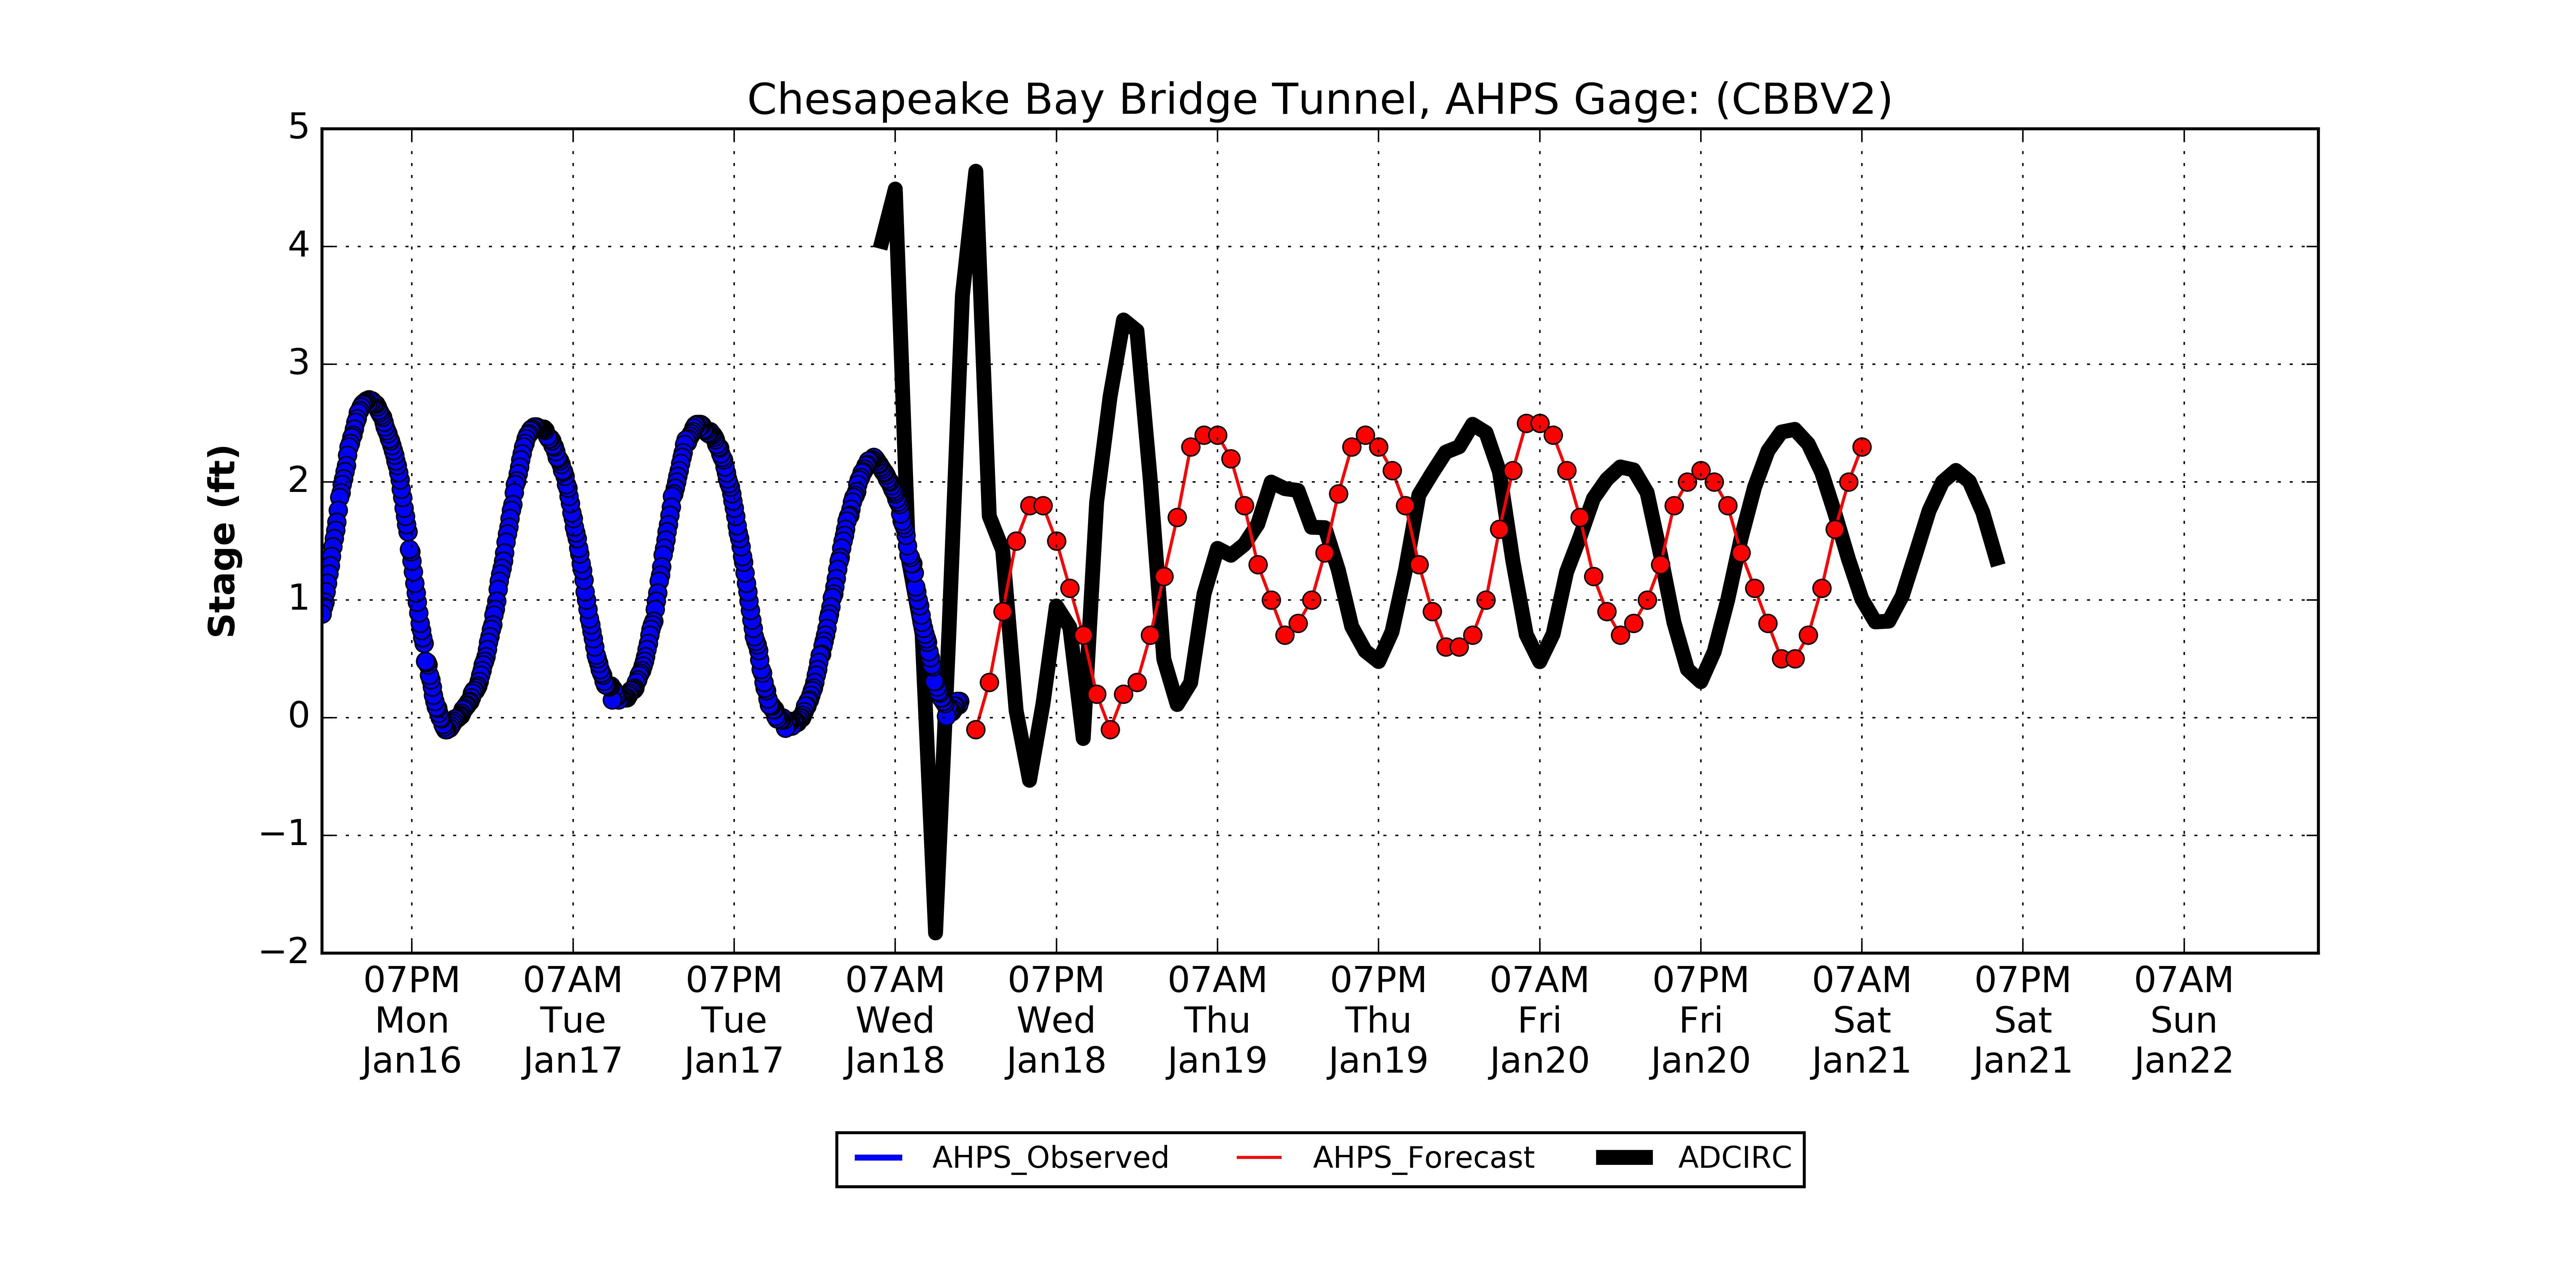 Chesapeake Bay Bridge Tunnel, AHPS Gage: (CBBV2)
Stage (ft)
5
4
3
2
1
0
−1
−2
07PM 07AM 07PM 07AM 07PM 07AM 07PM 07AM 07PM 07AM 07PM 07AM
Mon Tue Tue Wed Wed Thu Thu Fri Fri Sat Sat Sun
Jan16 Jan17 Jan17 Jan18 Jan18 Jan19 Jan19 Jan20 Jan20 Jan21 Jan21 Jan22
AHPS_Observed AHPS_Forecast ADCIRC